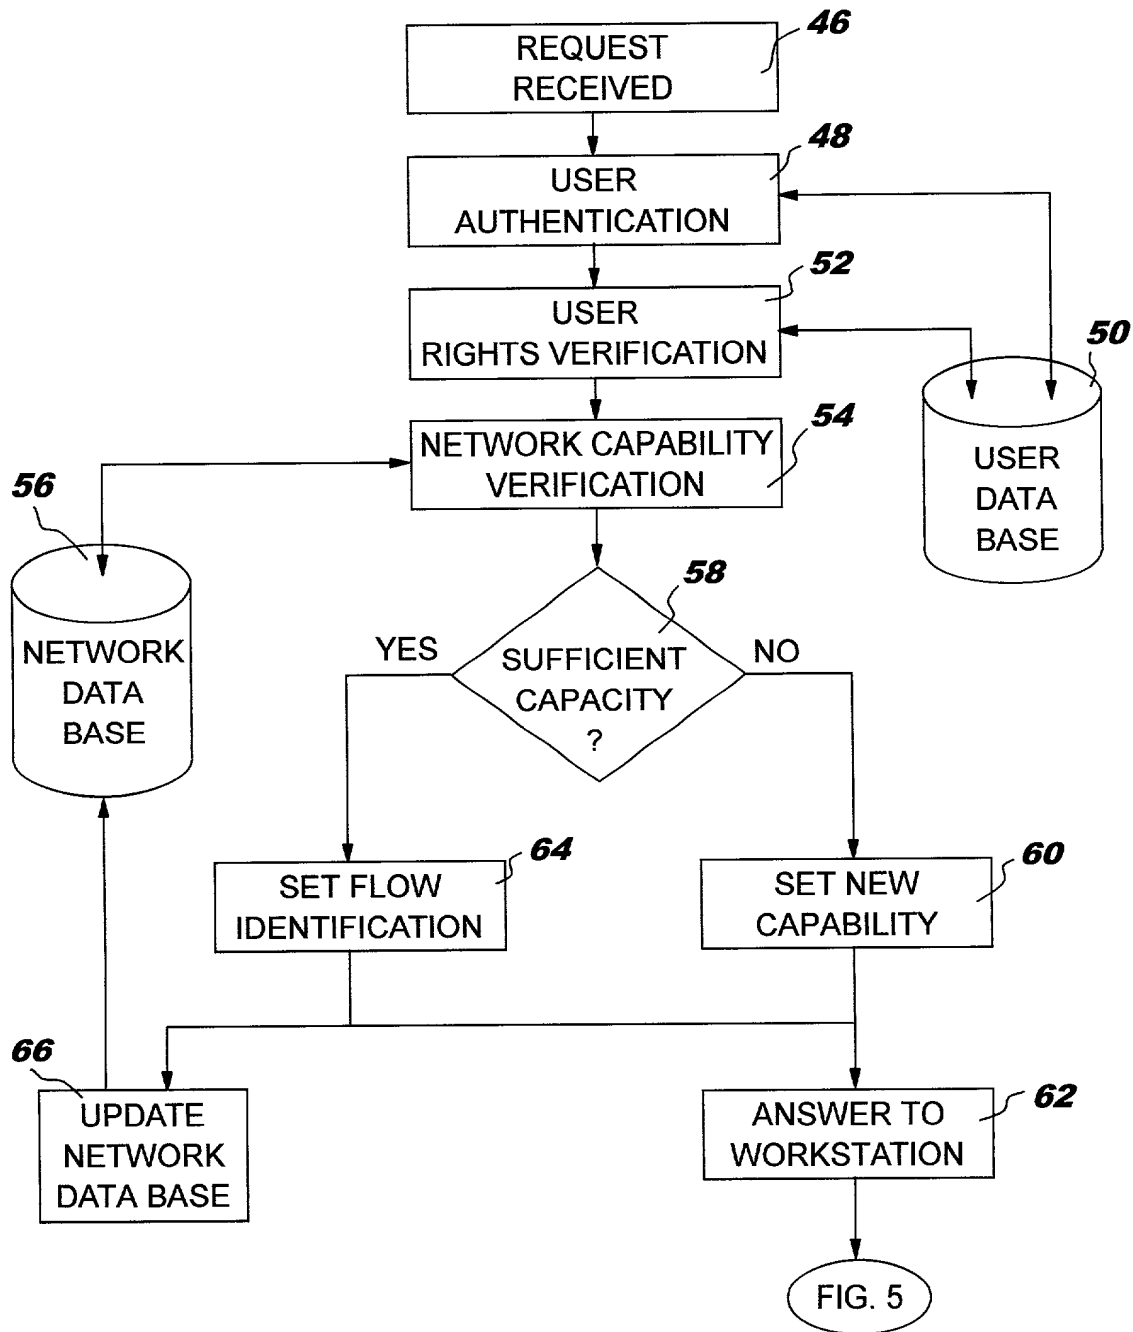 46
REQUEST
RECEIVED
48
USER
AUTHENTICATION
52
USER
RIGHTS VERIFICATION
50
USER
DATA
BASE
54
NETWORK CAPABILITY
VERIFICATION
56
NETWORK
DATA
BASE
58
YES
SUFFICIENT
CAPACITY
?
NO
64
SET FLOW
IDENTIFICATION
60
SET NEW
CAPABILITY
66
UPDATE
NETWORK
DATA BASE
62
ANSWER TO
WORKSTATION
FIG. 5